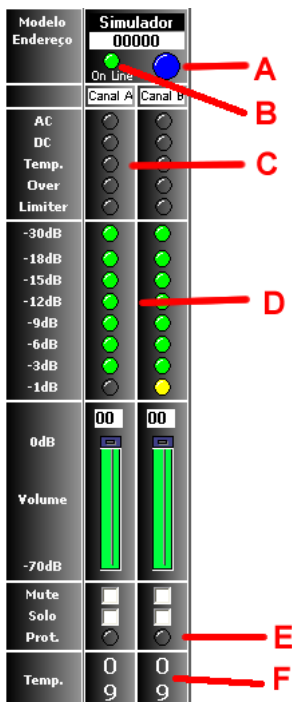 Modelo Simulador
Endereço 00000
On Line
A
B
Canal A Canal B
AC
DC
Temp.
C
Over
Limiter
-30dB
-18dB
-15dB
-12dB
D
-9dB
-6dB
-3dB
-1dB
00 00
0dB
Volume
-70dB
Mute
Solo
Prot.
E
0 0
Temp.
F
9 9